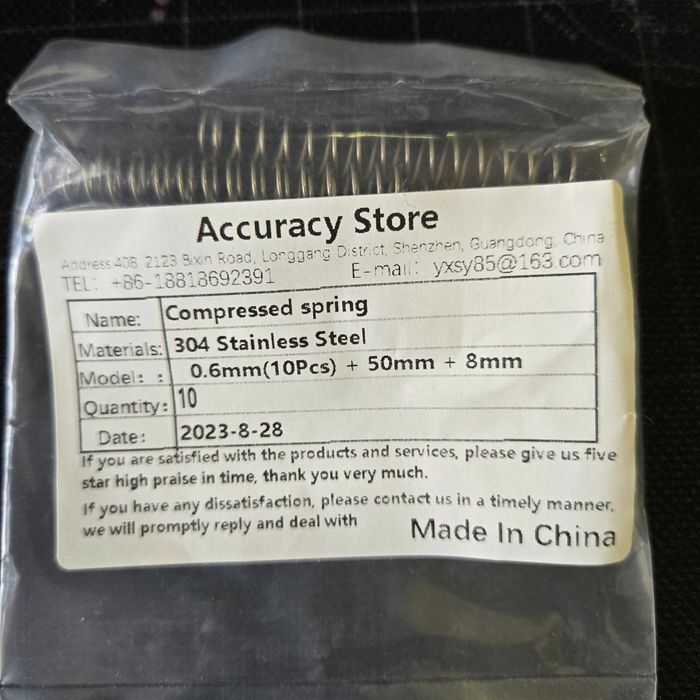 Accuracy Store
Address:408, 2123 Bixin Road, Longgang District, Shenzhen, Guangdong, China
TEL: +86-18818692391 E-mail: yxsy85@163.com
Name: Compressed spring
Materials: 304 Stainless Steel
Model: : 0.6mm(10Pcs) + 50mm + 8mm
Quantity: 10
Date: 2023-8-28
If you are satisfied with the products and services, please give us five
star high praise in time, thank you very much.
If you have any dissatisfaction, please contact us in a timely manner,
we will promptly reply and deal with
Made In China